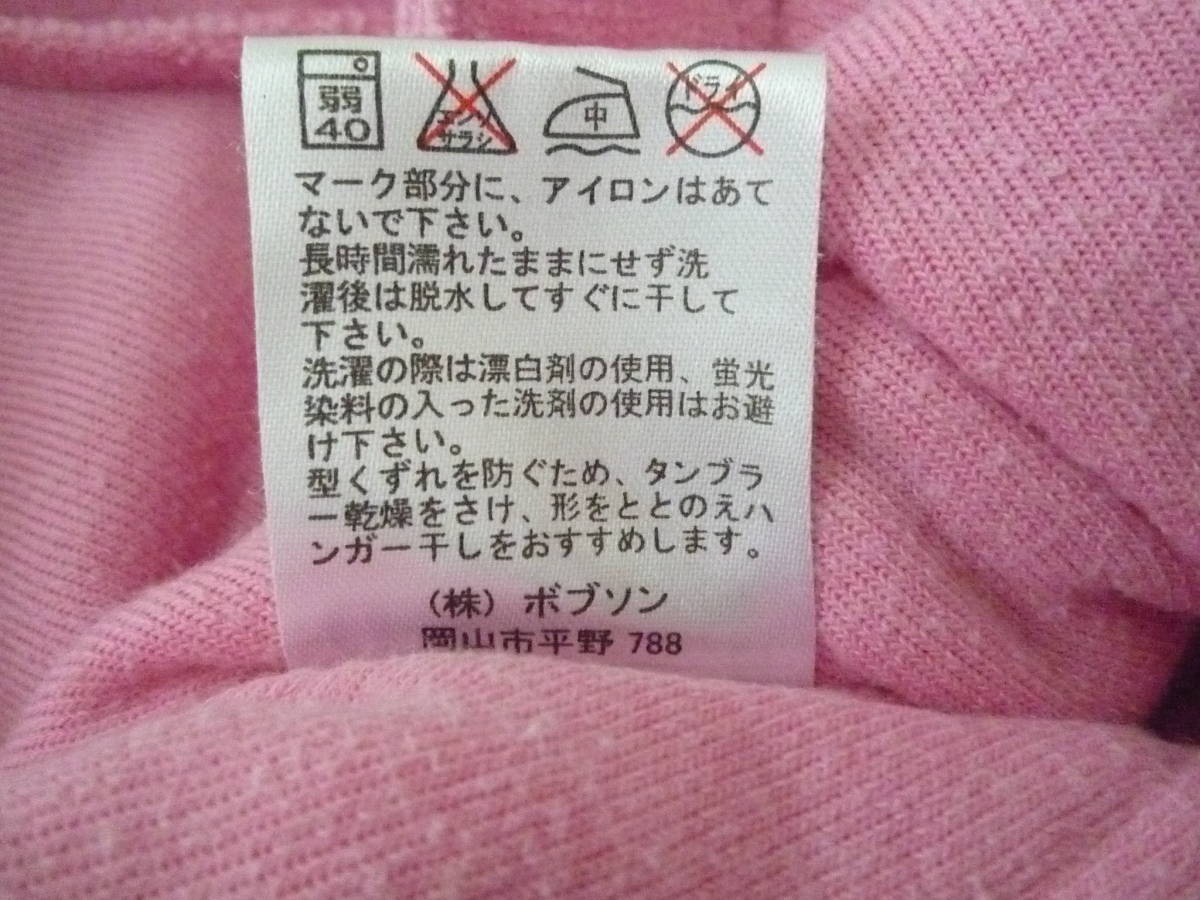 弱
40
エンソ
サラシ
中
ドライ
マーク部分に、アイロンはあて
ないで下さい。
長時間濡れたままにせず洗
濯後は脱水してすぐに干して
下さい。
洗濯の際は漂白剤の使用、蛍光
染料の入った洗剤の使用はお避
け下さい。
型くずれを防ぐため、タンブラ
ー乾燥をさけ、形をととのえハ
ンガー干しをおすすめします。
(株) ボブソン
岡山市平野 788